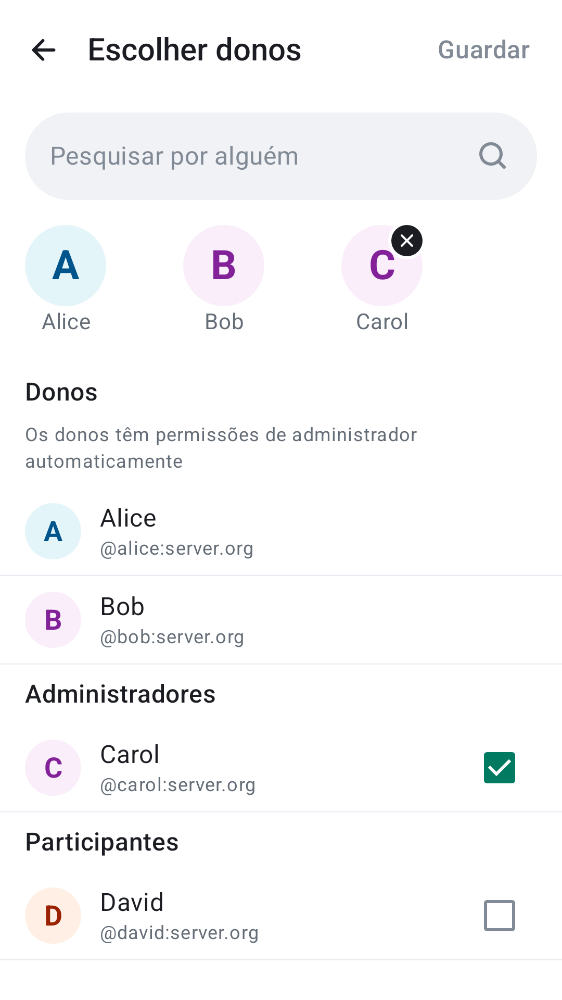 Escolher donos
Guardar
Pesquisar por alguém
A
B
C
Alice
Bob
Carol
Donos
Os donos têm permissões de administrador
automaticamente
A
Alice
@alice:server.org
B
Bob
@bob:server.org
Administradores
C
Carol
@carol:server.org
Participantes
D
David
@david:server.org